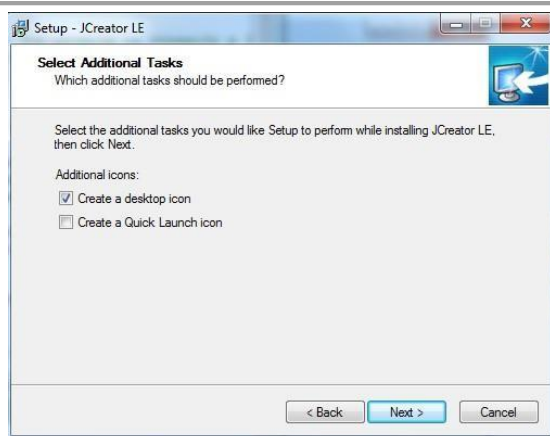 Setup - JCreator LE
Select Additional Tasks
Which additional tasks should be performed?
Select the additional tasks you would like Setup to perform while installing JCreator LE,
then click Next.
Additional icons:
Create a desktop icon
Create a Quick Launch icon
< Back Next > Cancel